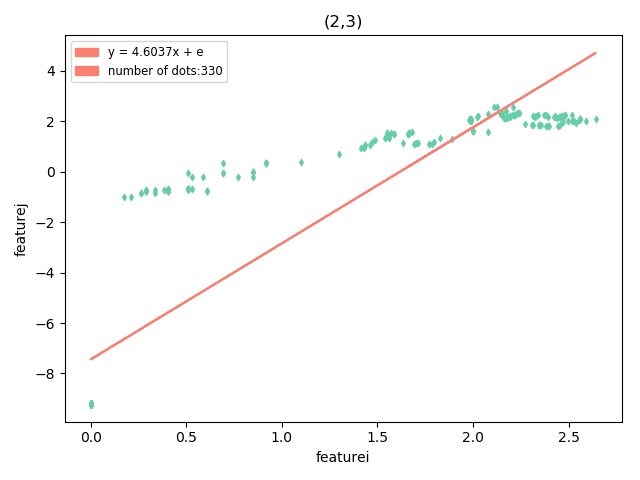 (2,3)
y = 4.6037x + e
number of dots:330
4
2
0
−2
−4
−6
−8
featurej
0.0 0.5 1.0 1.5 2.0 2.5
featurei